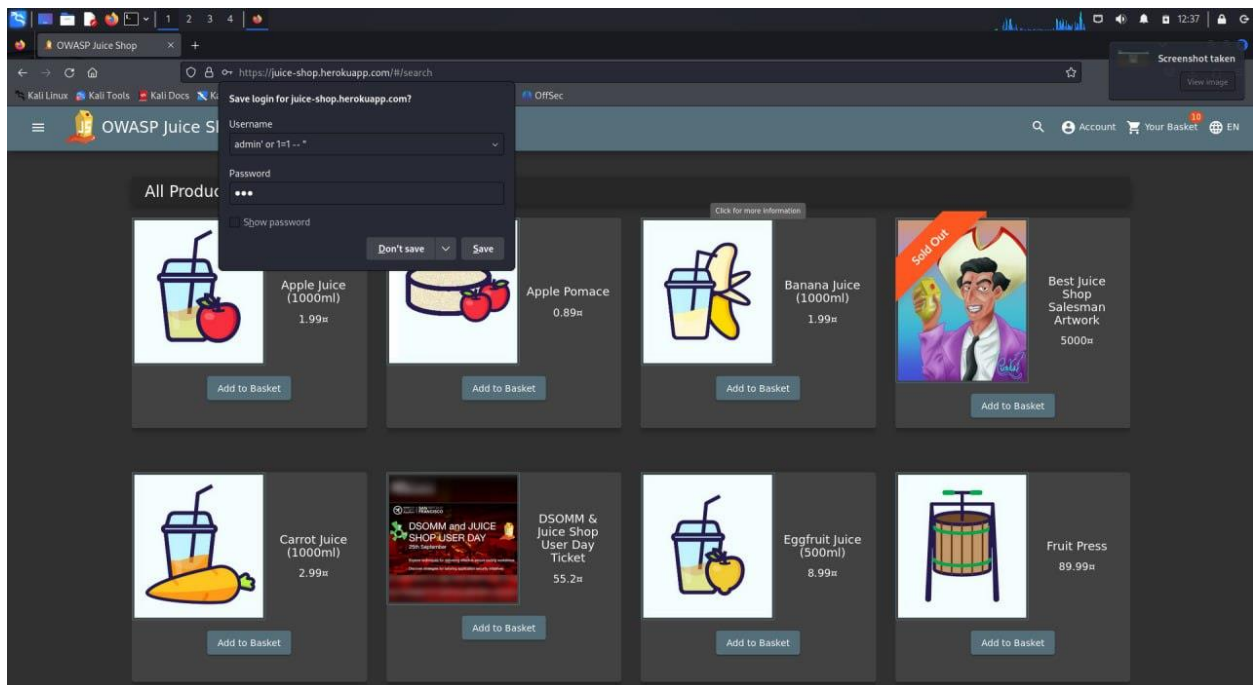 1 2 3 4
12:37
OWASP Juice Shop
Screenshot taken
View image
https://juice-shop.herokuapp.com/#/search
Kali Linux
Kali Tools
Kali Docs
OffSec
Save login for juice-shop.herokuapp.com?
Username
admin' or 1=1 -- "
Password
Show password
Don't save
Save
OWASP Juice
Account
Your Basket
10
EN
All Produc
Click for more information
Apple Juice
(1000ml)
1.99¤
Add to Basket
Apple Pomace
0.89¤
Add to Basket
Banana Juice
(1000ml)
1.99¤
Add to Basket
Sold Out
Best Juice
Shop
Salesman
Artwork
5000¤
Add to Basket
Carrot Juice
(1000ml)
2.99¤
Add to Basket
DSOMM and JUICE
SHOP USER DAY
DSOMM &
Juice Shop
User Day
Ticket
55.2¤
Add to Basket
Eggfruit Juice
(500ml)
8.99¤
Add to Basket
Fruit Press
89.99¤
Add to Basket